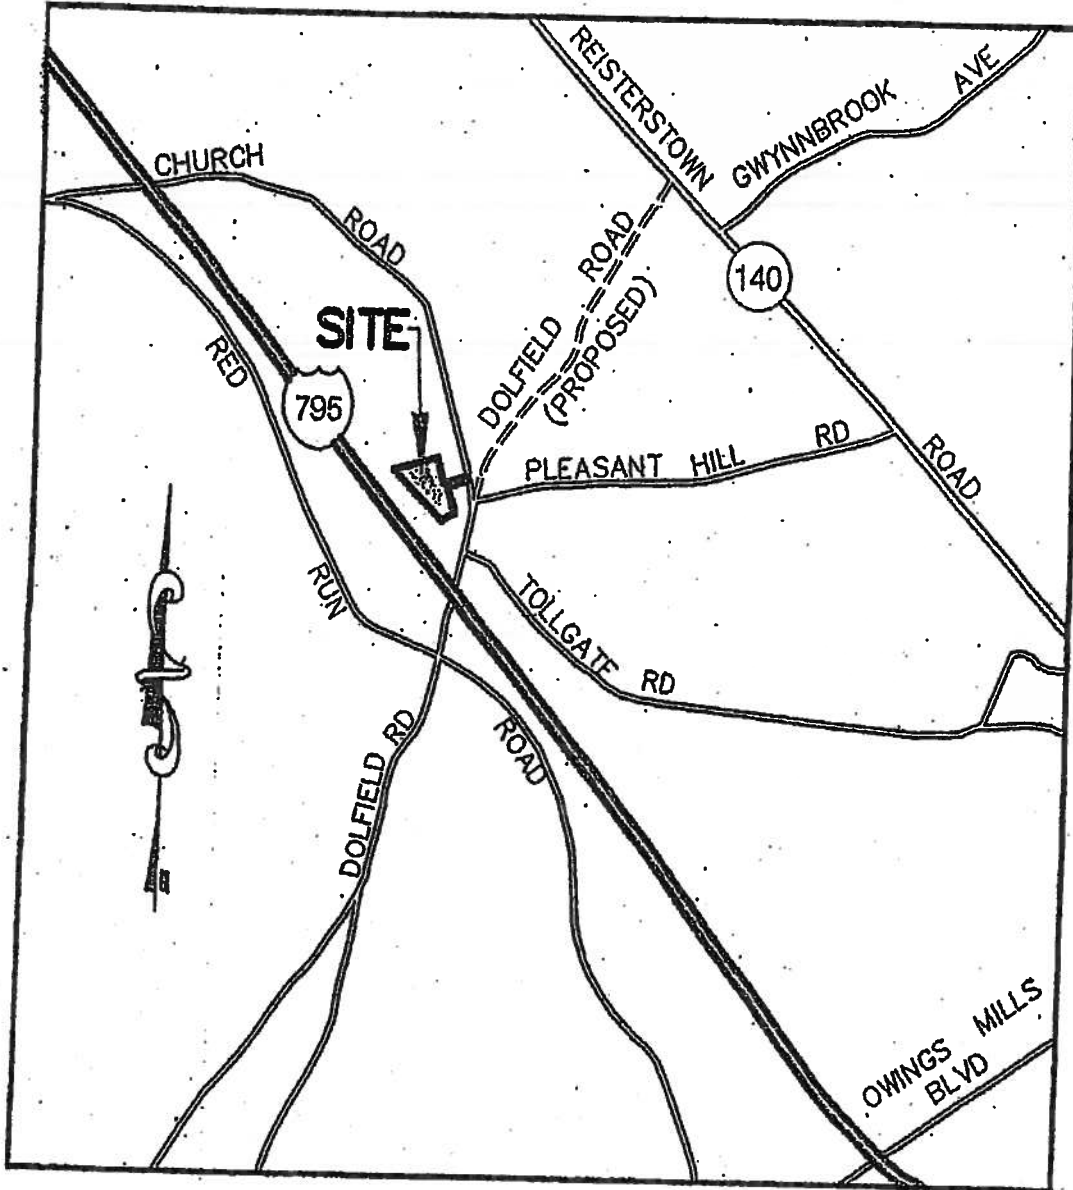 REISTERSTOWN
ROAD
GWYNNBROOK AVE
CHURCH
ROAD
DOLFIELD ROAD
(PROPOSED)
140
SITE
RED
RUN
ROAD
795
PLEASANT HILL RD
TOLLGATE RD
DOLFIELD RD
OWINGS MILLS
BLVD